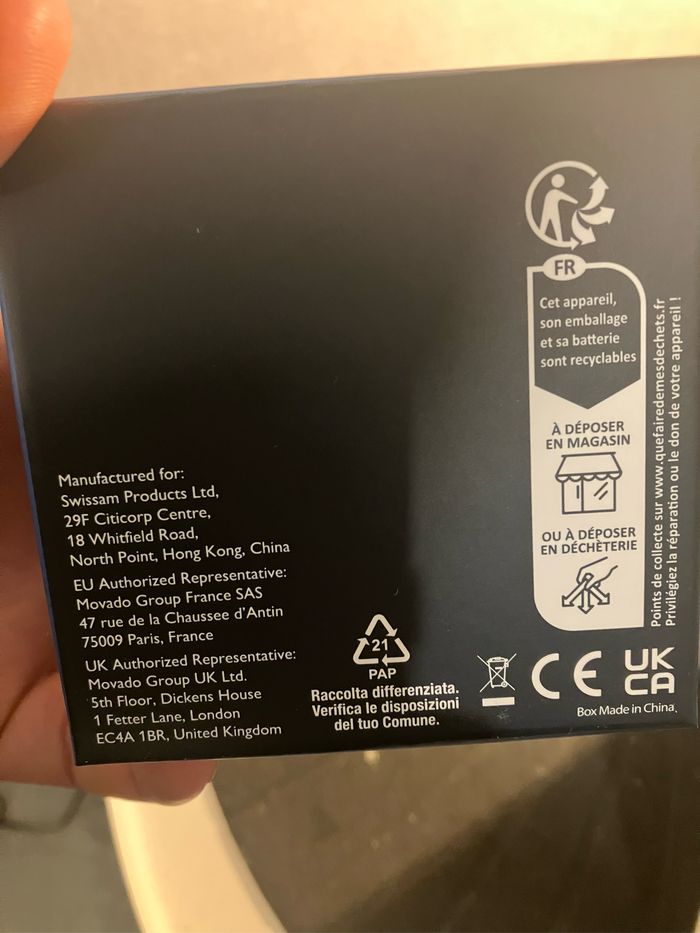 Manufactured for:
Swissam Products Ltd,
29F Citicorp Centre,
18 Whitfield Road,
North Point, Hong Kong, China
EU Authorized Representative:
Movado Group France SAS
47 rue de la Chaussee d'Antin
75009 Paris, France
UK Authorized Representative:
Movado Group UK Ltd.
5th Floor, Dickens House
1 Fetter Lane, London
EC4A 1BR, United Kingdom
21
PAP
Raccolta differenziata.
Verifica le disposizioni
del tuo Comune.
FR
Cet appareil,
son emballage
et sa batterie
sont recyclables
À DÉPOSER
EN MAGASIN
OU À DÉPOSER
EN DÉCHÈTERIE
Points de collecte sur www.quefairedemesdechets.fr
Privilégiez la réparation ou le don de votre appareil !
CE
UK
CA
Box Made in China.